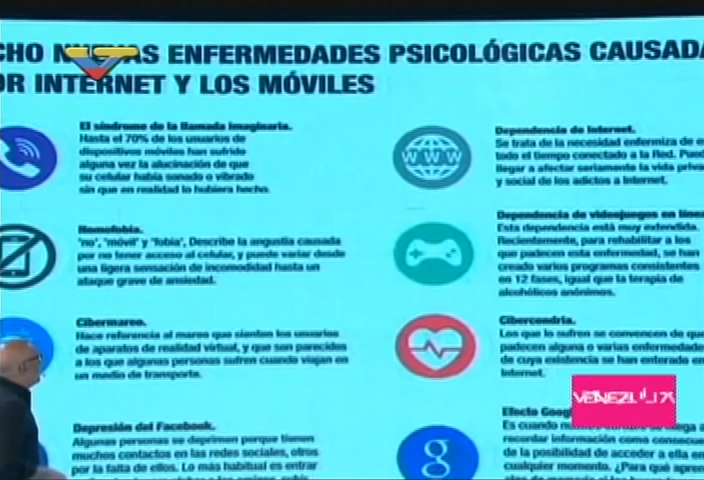 CHO NUEVAS ENFERMEDADES PSICOLÓGICAS CAUSADA
OR INTERNET Y LOS MÓVILES
El síndrome de la llamada imaginaria.
Hasta el 70% de los usuarios de
dispositivos móviles han sufrido
alguna vez la alucinación de que
su celular había sonado o vibrado
sin que en realidad lo hubiera hecho.
Nomofobia.
'no', 'móvil' y 'fobia'. Describe la angustia causada
por no tener acceso al celular, y puede variar desde
una ligera sensación de incomodidad hasta un
ataque grave de ansiedad.
Cibermareo.
Hace referencia al mareo que sienten los usuarios
de aparatos de realidad virtual, y que son parecidos
a los que algunas personas sufren cuando viajan en
un medio de transporte.
Depresión del Facebook.
Algunas personas se deprimen porque tienen
muchos contactos en las redes sociales, otros
por la falta de ellos. Lo más habitual es entrar
WWW
Dependencia de Internet.
Se trata de la necesidad enfermiza de e
todo el tiempo conectado a la Red. Pued
llegar a afectar seriamente la vida priva
y social de los adictos a Internet.
Dependencia de videojuegos en línea
Esta dependencia está muy extendida.
Recientemente, para rehabilitar a los
que padecen esta enfermedad, se han
creado varios programas consistentes
en 12 fases, igual que la terapia de
alcohólicos anónimos.
Cibercondria.
Los que lo sufren se convencen de que
padecen alguna o varias enfermedade
de cuya existencia se han enterado en
Internet.
Efecto Goog
Es cuando
recordar información como consecue
de la posibilidad de acceder a ella en
cualquier momento. ¿Para qué apren
g